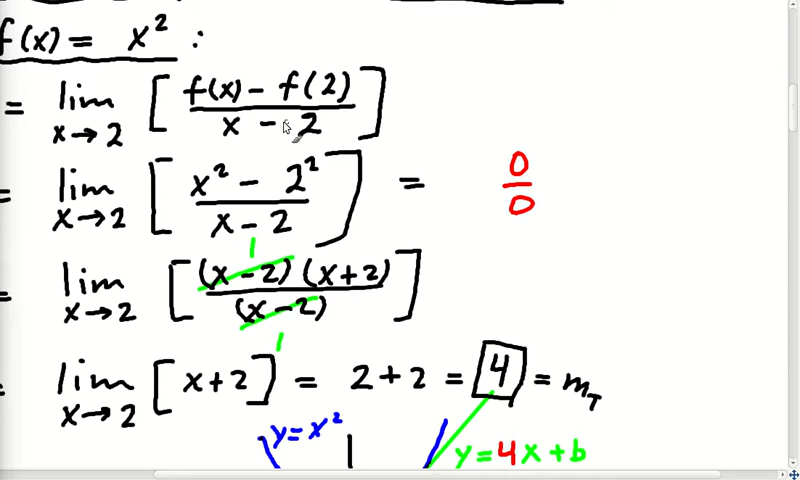 f(x) = x² :
= lim x→2 [ f(x) - f(2) / x - 2 ]
= lim x→2 [ x² - 2² / x - 2 ] = 0/0
= lim x→2 [ (x - 2) (x+2) / (x - 2) ] 1 1
= lim x→2 [ x+2 ] = 2+2 = 4 = m_T
y = x²
y = 4x + b